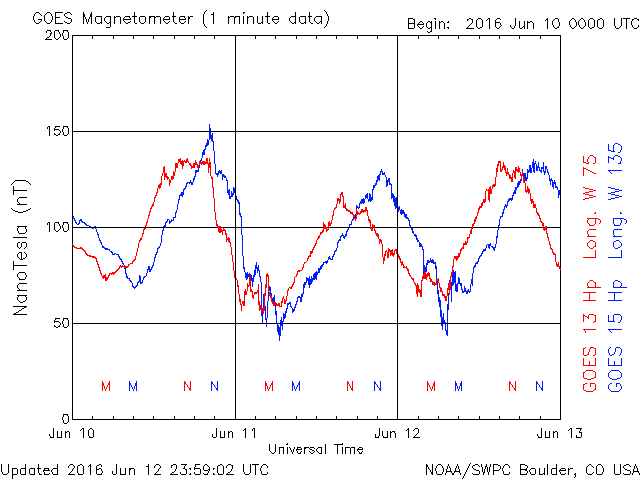 GOES Magnetometer (1 minute data)
Begin: 2016 Jun 10 0000 UTC
200
150
100
50
0
NanoTesla (nT)
M M N N M M N N M M N N
Jun 10 Jun 11 Jun 12 Jun 13
Universal Time
GOES 13 Hp Long. W 75
GOES 15 Hp Long. W 135
Updated 2016 Jun 12 23:59:02 UTC
NOAA/SWPC Boulder, CO USA